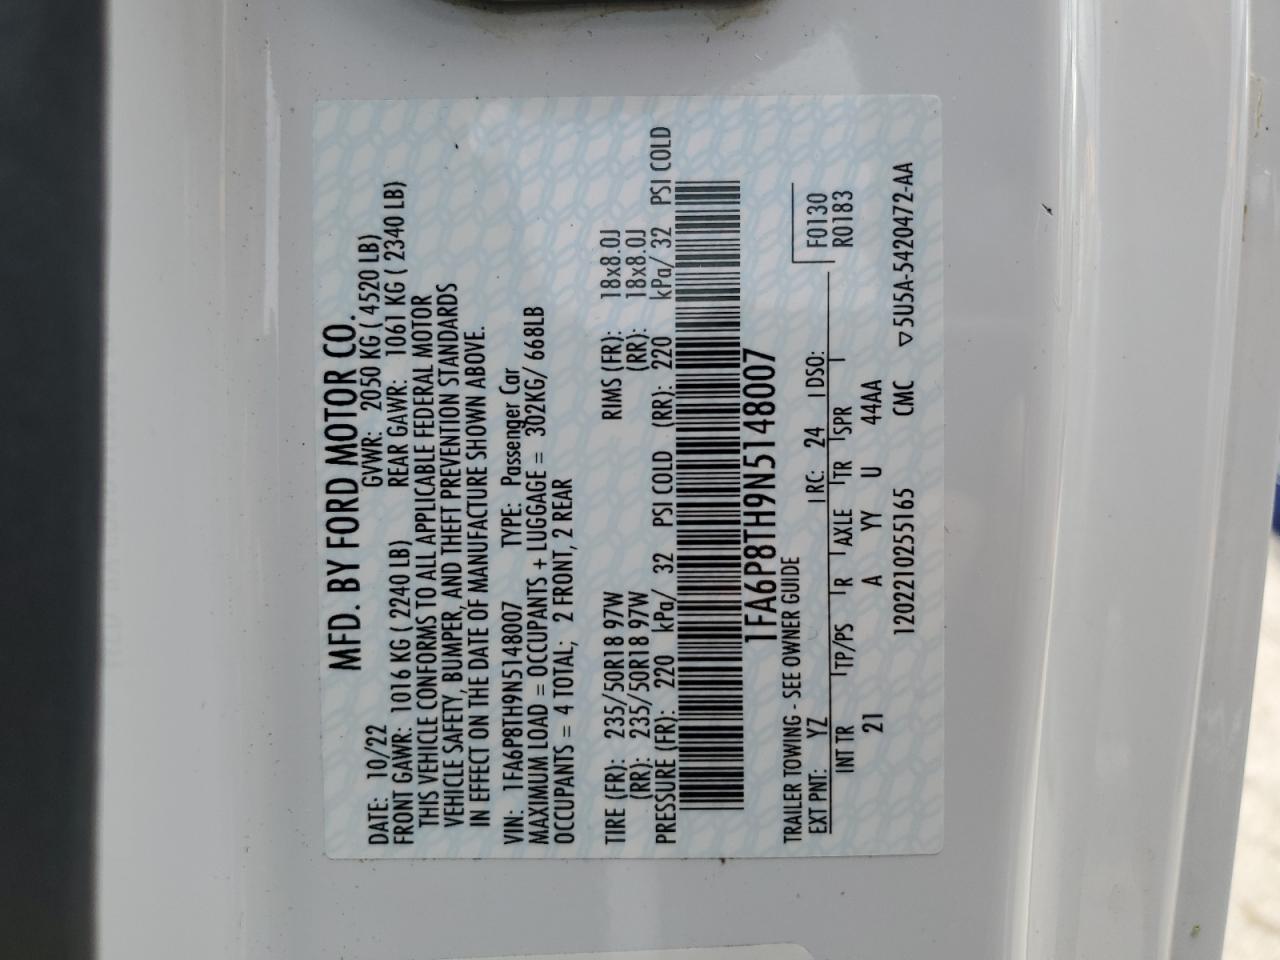 MFD. BY FORD MOTOR CO.
DATE: 10/22 GVWR: 2050 KG ( 4520 LB)
FRONT GAWR: 1016 KG ( 2240 LB) REAR GAWR: 1061 KG ( 2340 LB)
THIS VEHICLE CONFORMS TO ALL APPLICABLE FEDERAL MOTOR
VEHICLE SAFETY, BUMPER, AND THEFT PREVENTION STANDARDS
IN EFFECT ON THE DATE OF MANUFACTURE SHOWN ABOVE.
VIN: 1FA6P8TH9N5148007 TYPE: Passenger Car
MAXIMUM LOAD = OCCUPANTS + LUGGAGE = 302KG/ 668LB
OCCUPANTS = 4 TOTAL; 2 FRONT, 2 REAR
TIRE (FR): 235/50R18 97W RIMS (FR): 18x8.0J
(RR): 235/50R18 97W (RR): 18x8.0J
PRESSURE (FR): 220 kPa/ 32 PSI COLD (RR): 220 kPa/ 32 PSI COLD
1FA6P8TH9N5148007
TRAILER TOWING - SEE OWNER GUIDE F0130
EXT PNT: YZ RC: 24 DSO: R0183
INT TR TP/PS R AXLE TR SPR
21 A YY U 44AA
120221025​5165 CMC ▽5U5A-5420472-AA